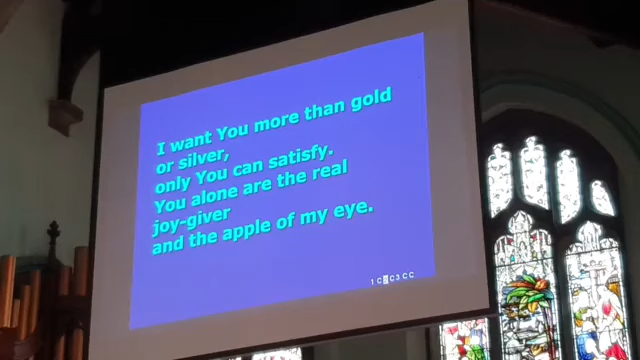 I want You more than gold
or silver,
only You can satisfy.
You alone are the real
joy-giver
and the apple of my eye.